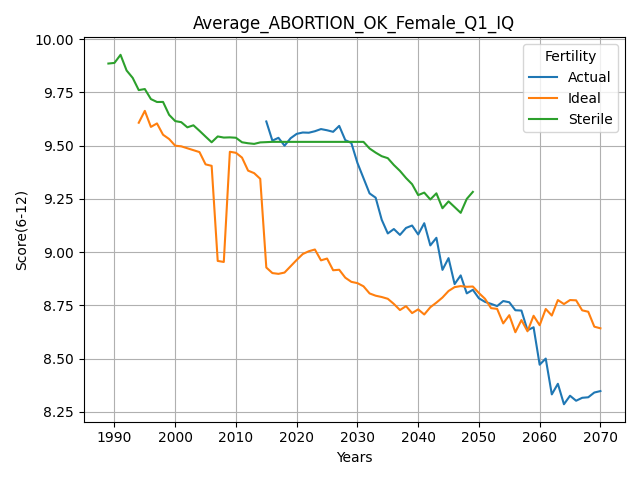 Average_ABORTION_OK_Female_Q1_IQ
10.00
9.75
9.50
9.25
9.00
8.75
8.50
8.25
Score(6-12)
Fertility
Actual
Ideal
Sterile
1990 2000 2010 2020 2030 2040 2050 2060 2070
Years